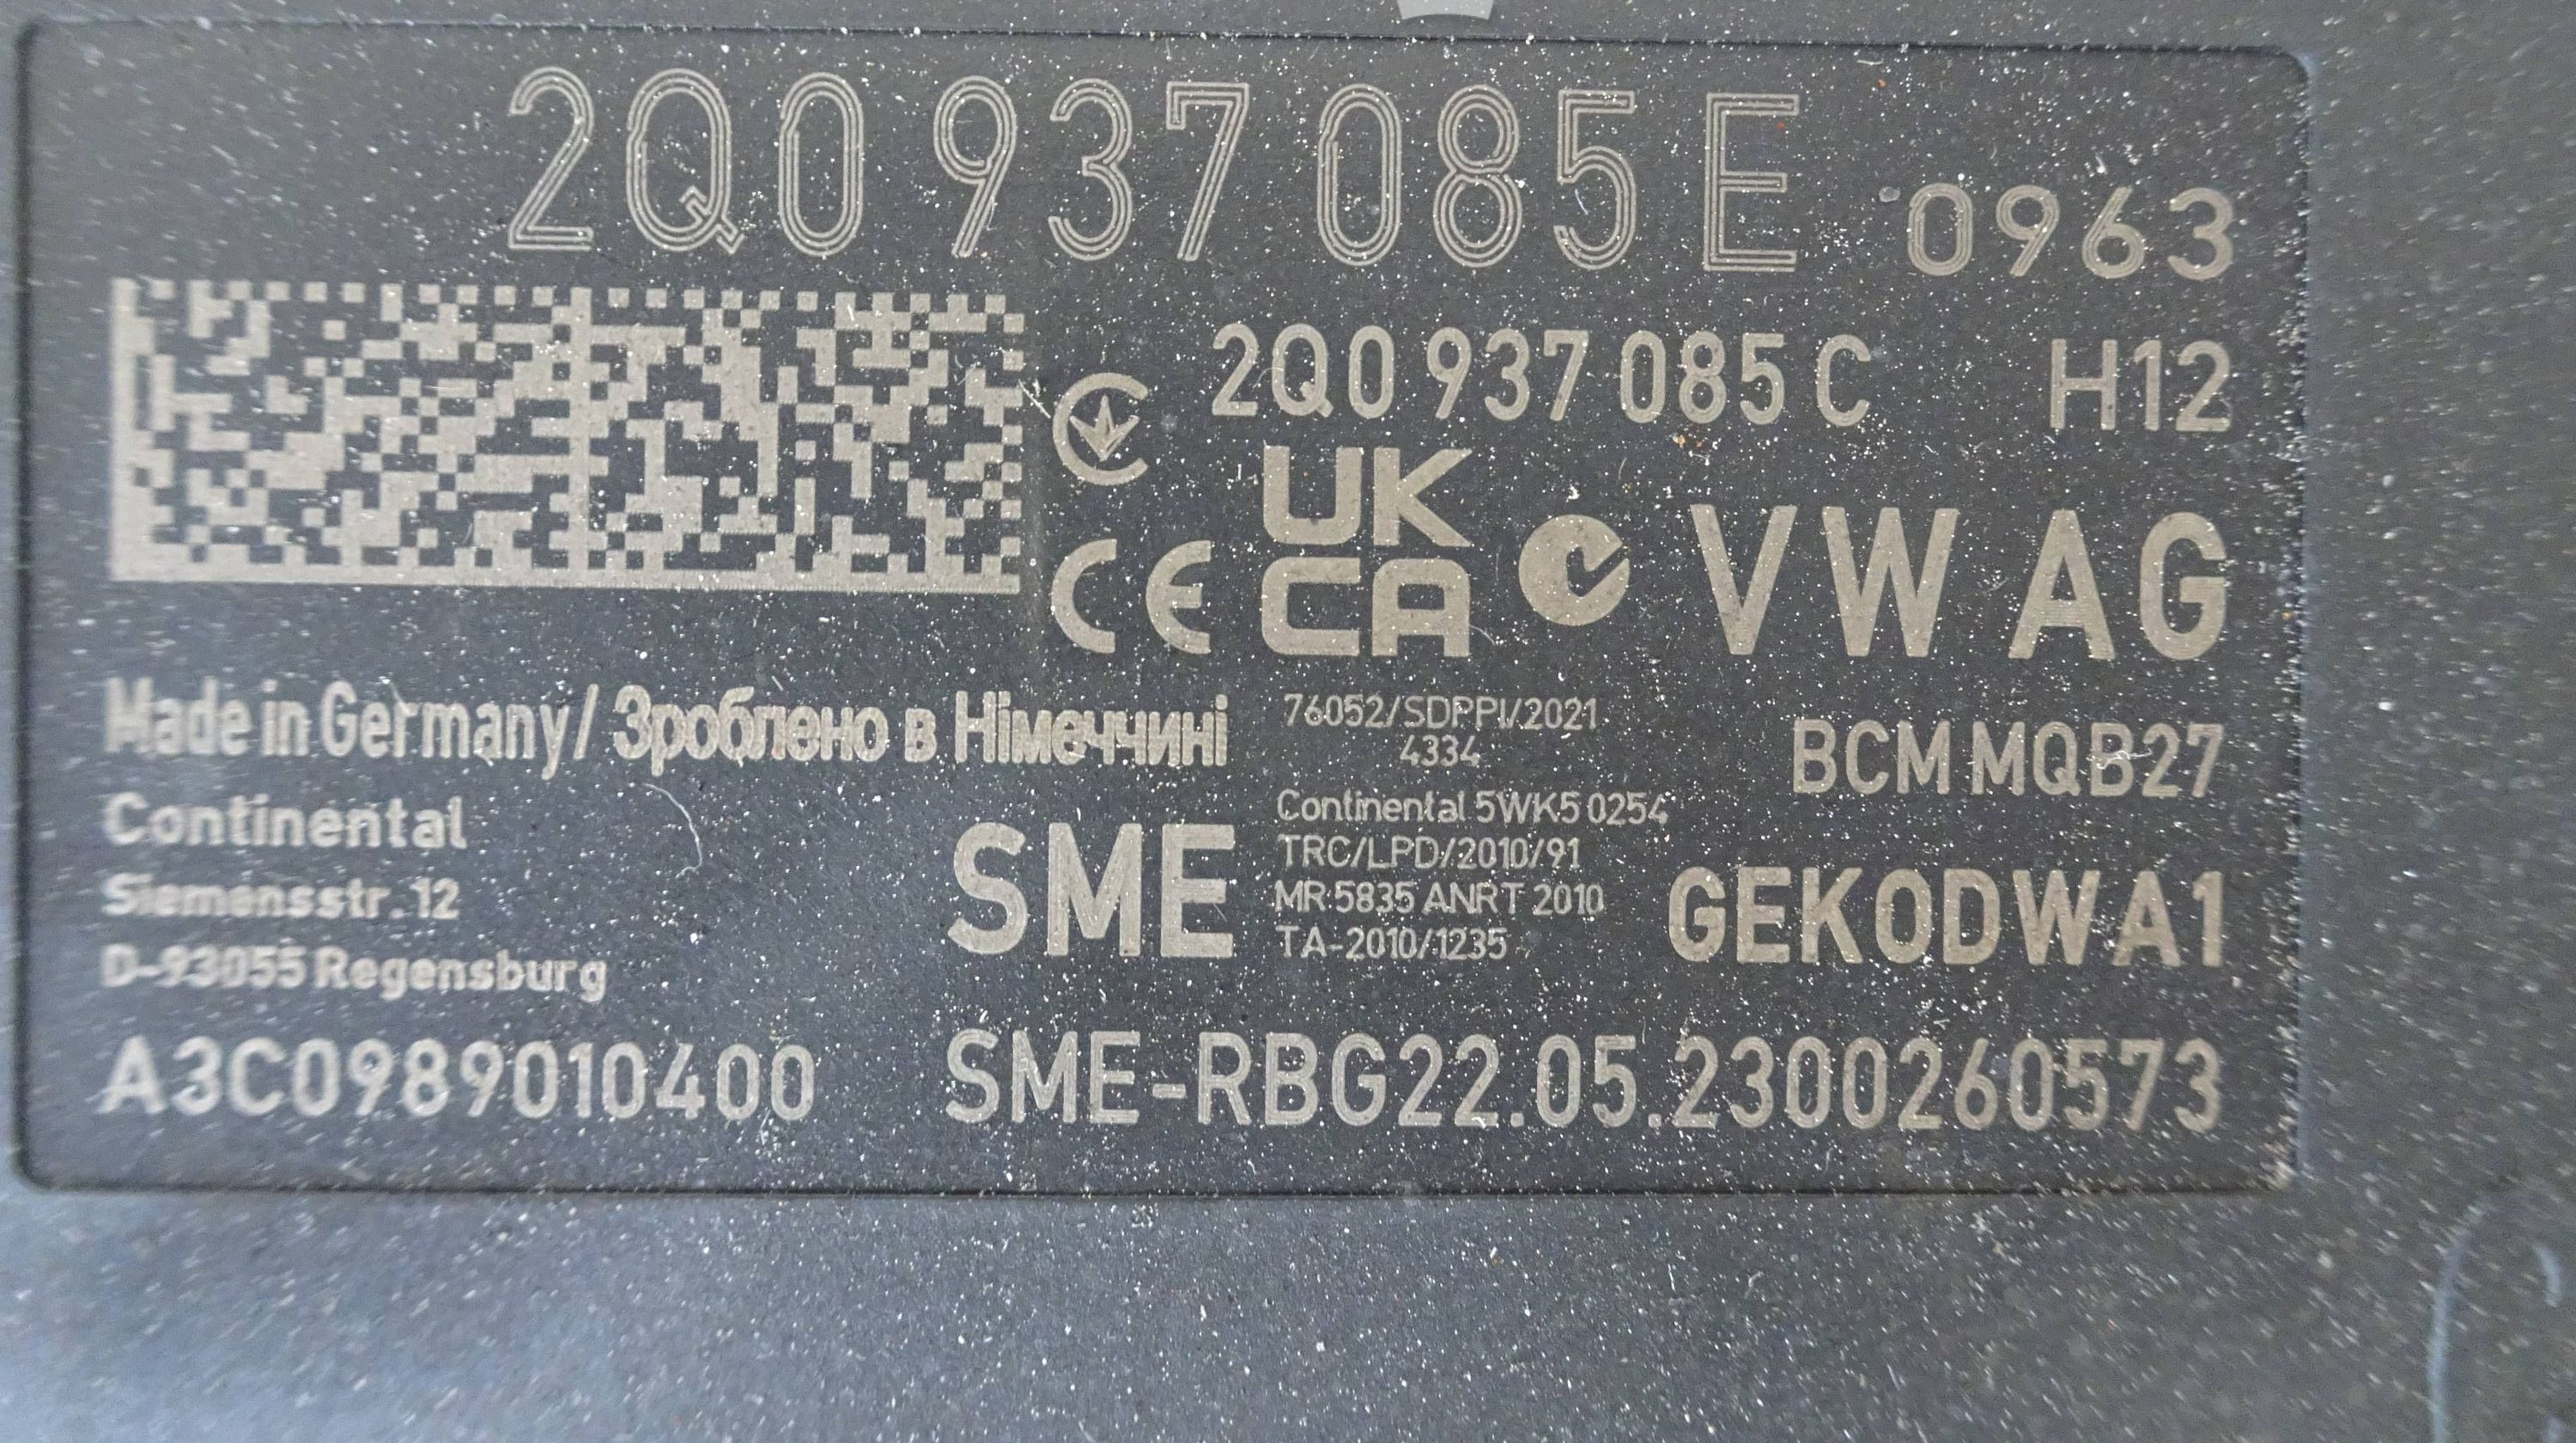 2Q0 937 085 E 0963
2Q0 937 085 C H12
CE UK CA VW AG
Made in Germany / Зроблено в Німеччині
76052/SDPPI/2021
4334
BCM MQB27
Continental
Siemensstr. 12
D-93055 Regensburg
SME
Continental 5WK5 0254
TRC/LPD/2010/91
MR 5835 ANRT 2010
TA-2010/1235
GEKODWA1
A3C0989010400 SME-RBG22.05.2300260573